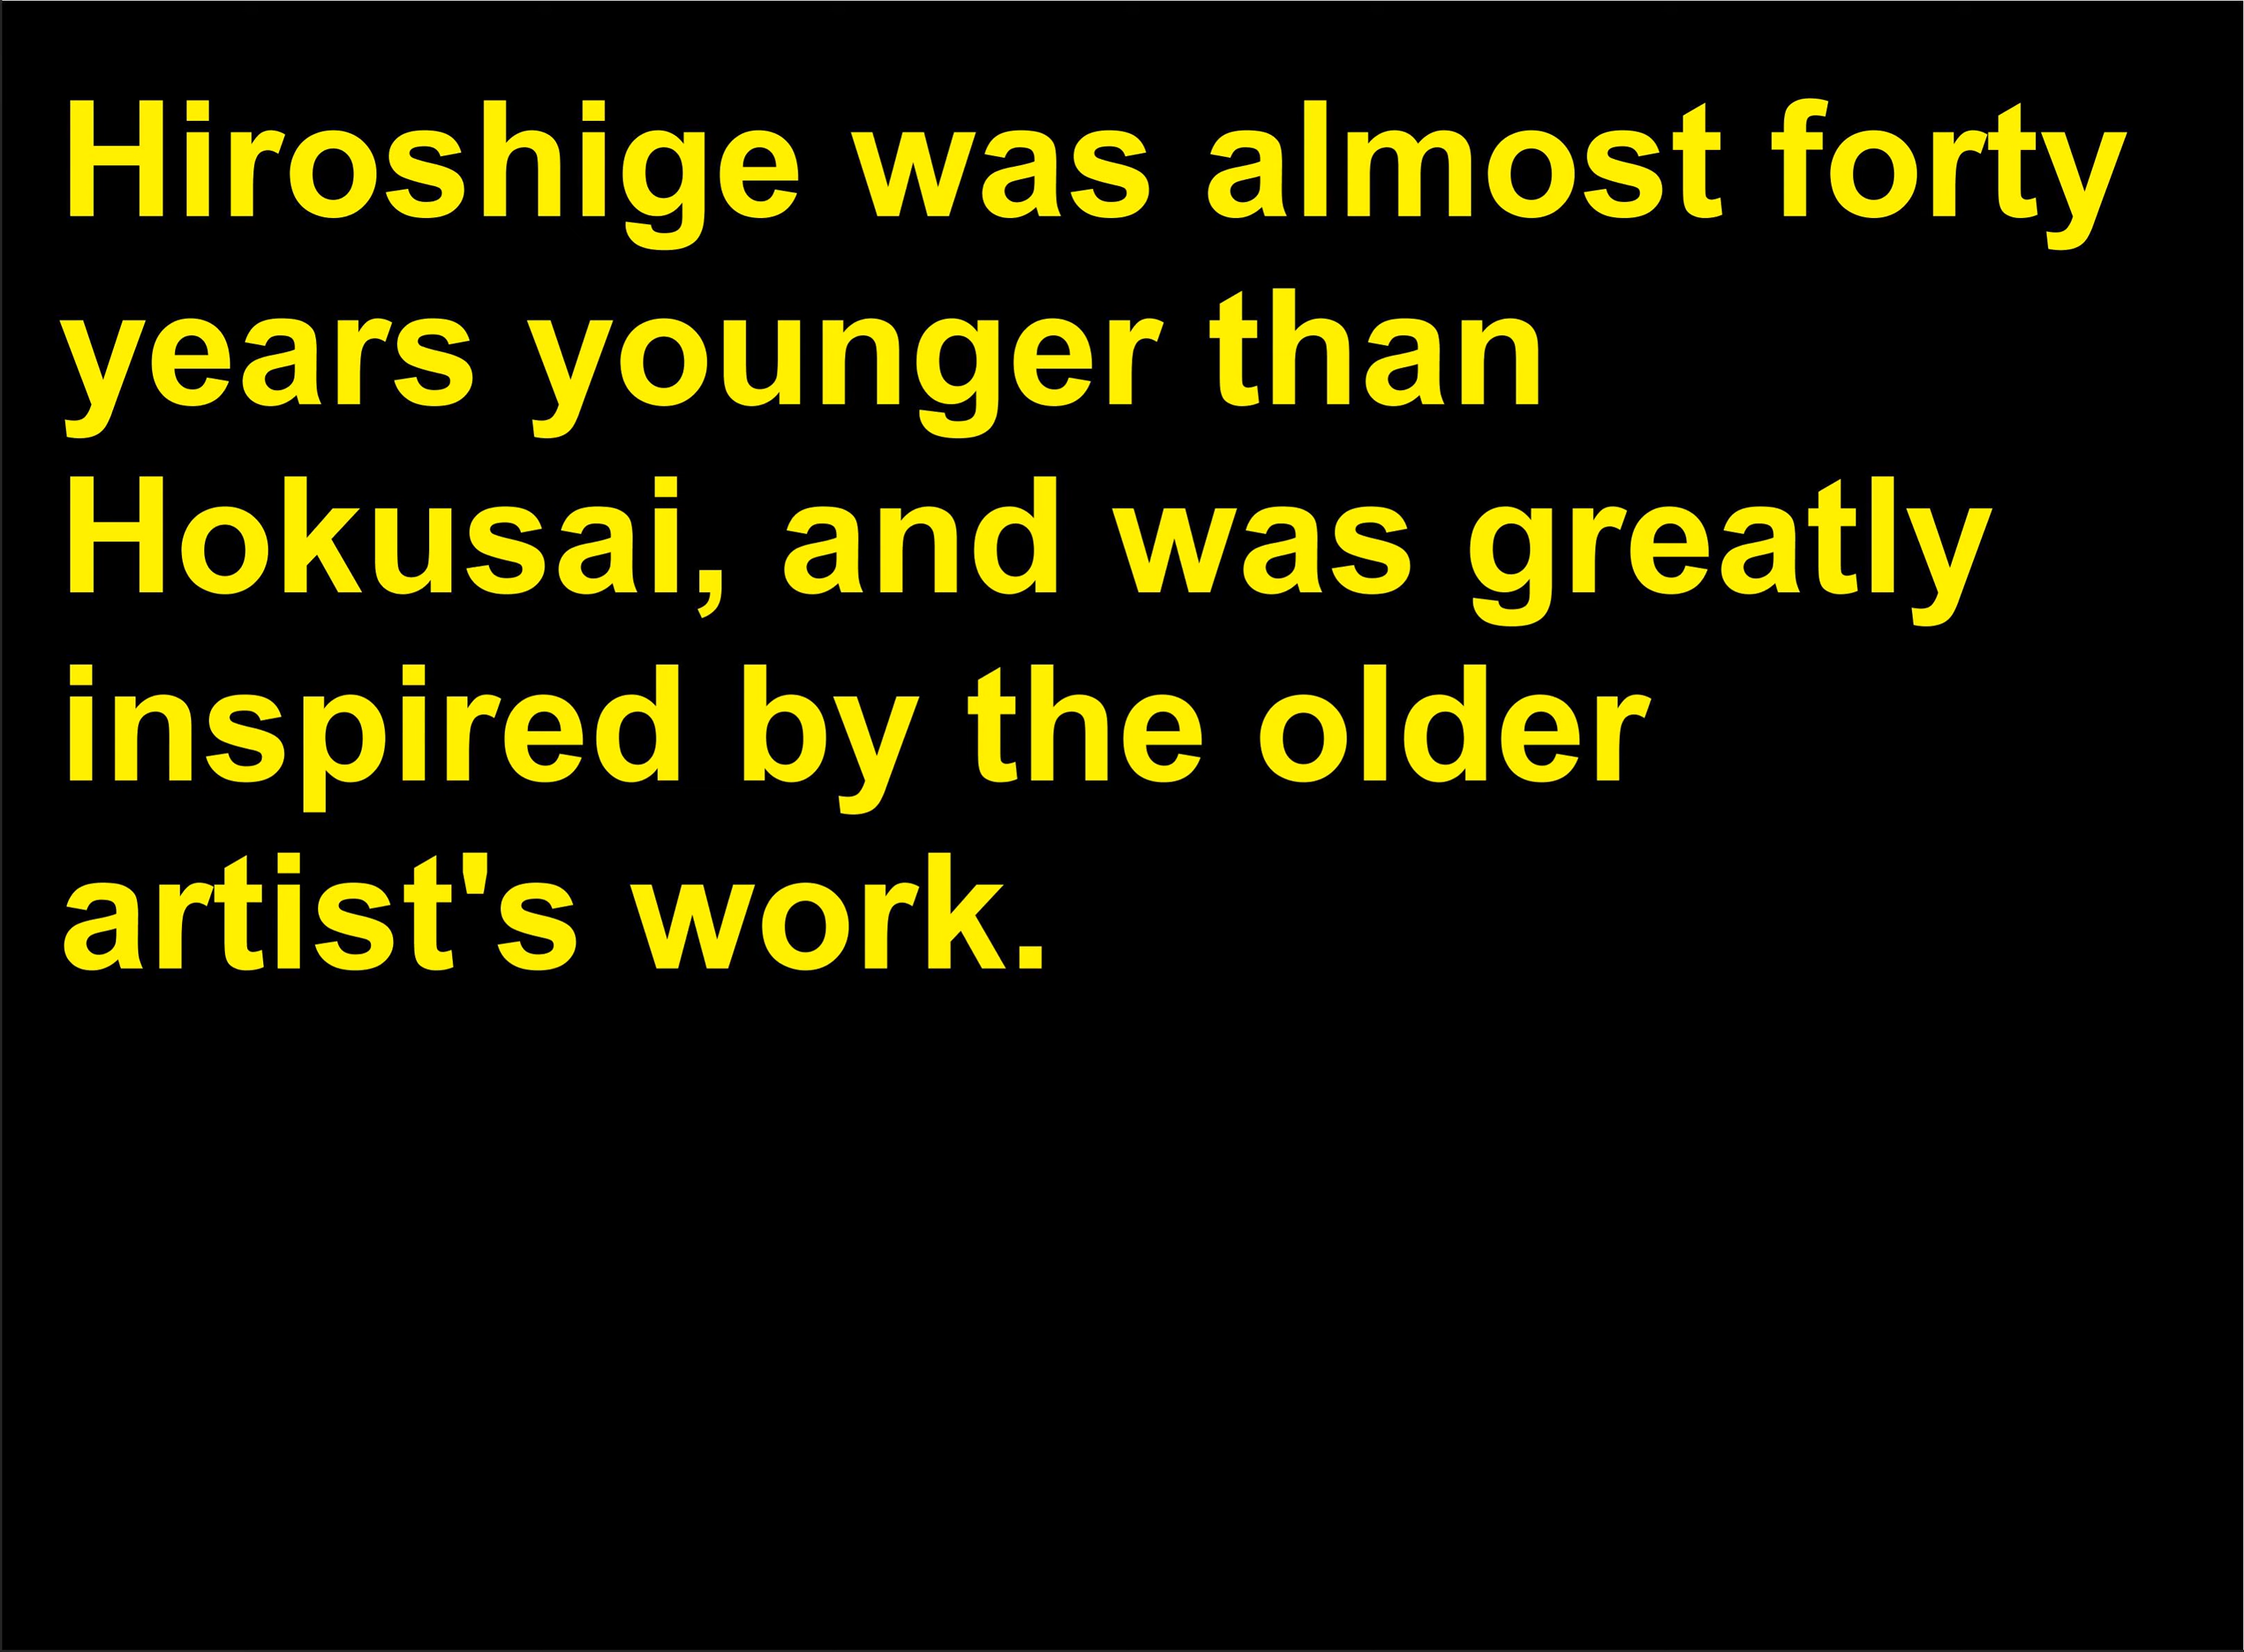 Hiroshige was almost forty
years younger than
Hokusai, and was greatly
inspired by the older
artist's work.